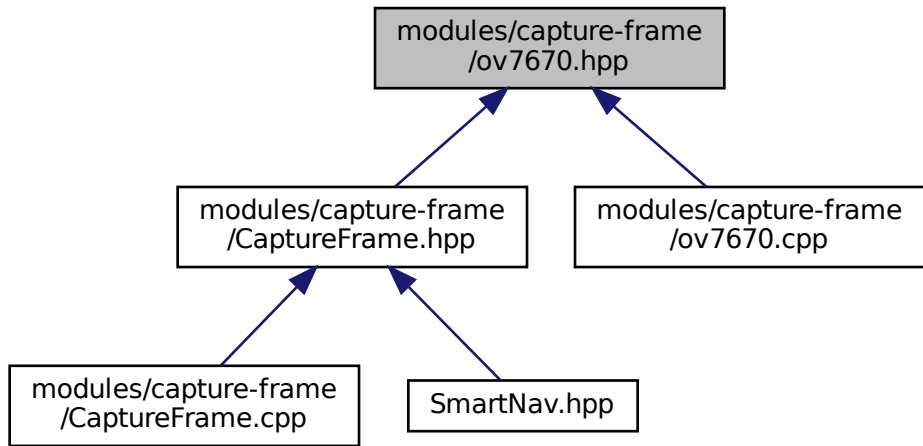 modules/capture-frame
/ov7670.hpp
modules/capture-frame
/CaptureFrame.hpp
modules/capture-frame
/ov7670.cpp
modules/capture-frame
/CaptureFrame.cpp
SmartNav.hpp